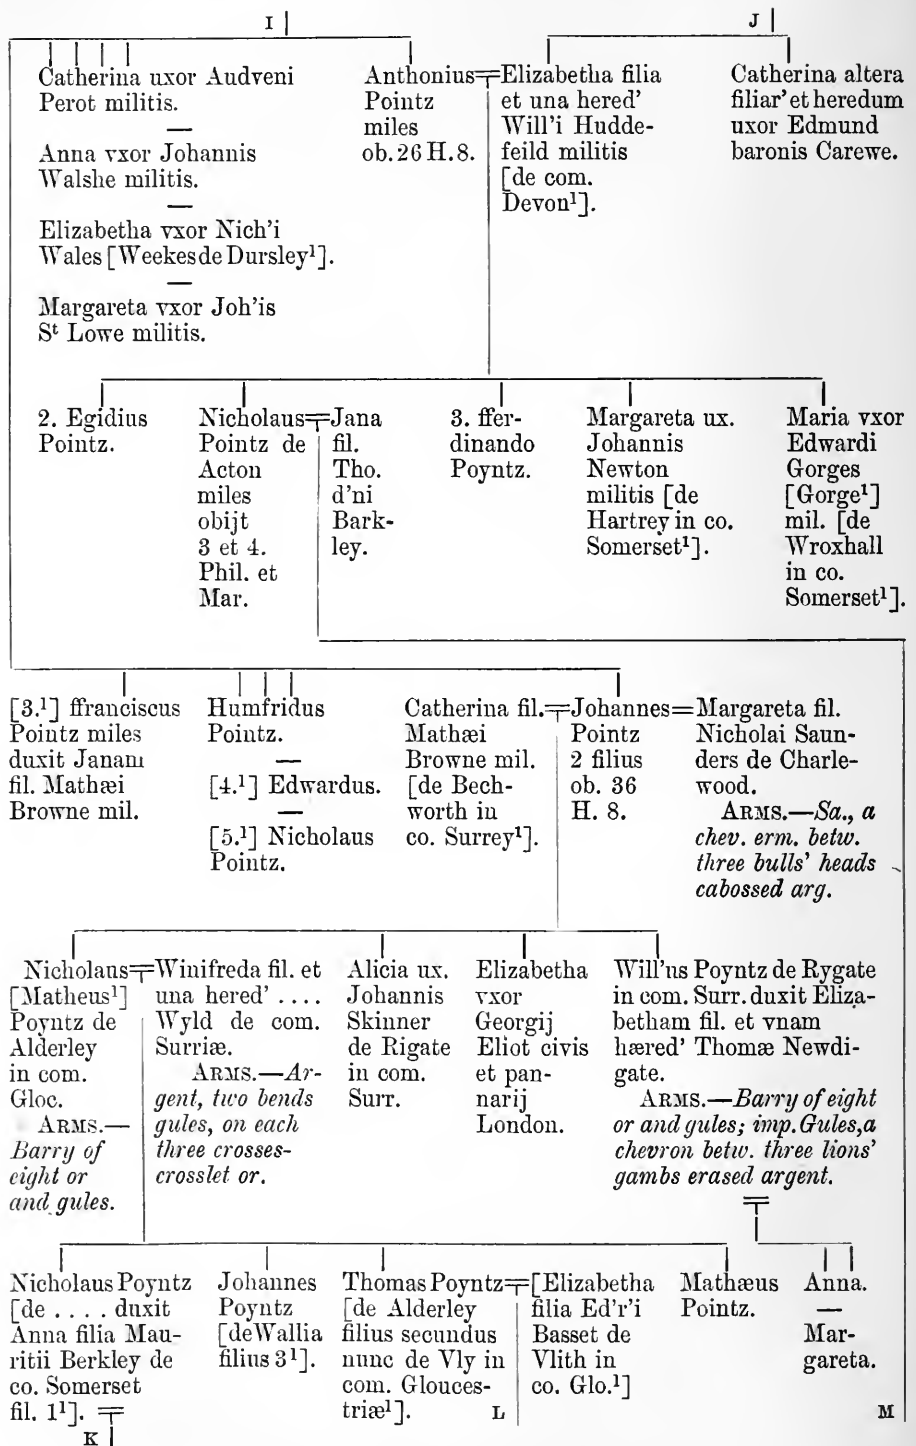 I
J
Catherina uxor Audveni
Perot militis.
—
Anna vxor Johannis
Walshe militis.
—
Elizabetha vxor Nich'i
Wales [Weekes de Dursley¹].
—
Margareta vxor Joh'is
Sᵗ Lowe militis.
Anthonius
Pointz
miles
ob. 26 H. 8.
Elizabetha filia
et una hered'
Will'i Hudde-
feild militis
[de com.
Devon¹].
Catherina altera
filiar' et heredum
uxor Edmund
baronis Carewe.
2. Egidius
Pointz.
Nicholaus
Pointz de
Acton
miles
obijt
3 et 4.
Phil. et
Mar.
Jana
fil.
Tho.
d'ni
Bark-
ley.
3. ffer-
dinando
Poyntz.
Margareta ux.
Johannis
Newton
militis [de
Hartrey in co.
Somerset¹].
Maria vxor
Edwardi
Gorges
[Gorge¹]
mil. [de
Wroxhall
in co.
Somerset¹].
[3.¹] ffranciscus
Pointz miles
duxit Janam
fil. Mathæi
Browne mil.
Humfridus
Pointz.
—
[4.¹] Edwardus.
—
[5.¹] Nicholaus
Pointz.
Catherina fil.
Mathæi
Browne mil.
[de Bech-
worth in
co. Surrey¹].
Johannes
Pointz
2 filius
ob. 36
H. 8.
Margareta fil.
Nicholai Saun-
ders de Charle-
wood.
ARMS.—Sa., a
chev. erm. betw.
three bulls' heads
cabossed arg.
Nicholaus
[Matheus¹]
Poyntz de
Alderley
in com.
Gloc.
ARMS.—
Barry of
eight or
and gules.
Winifreda fil. et
una hered' ....
Wyld de com.
Surriæ.
ARMS.—Ar-
gent, two bends
gules, on each
three crosses-
crosslet or.
Alicia ux.
Johannis
Skinner
de Rigate
in com.
Surr.
Elizabetha
vxor
Georgij
Eliot civis
et pan-
narij
London.
Will'us Poyntz de Rygate
in com. Surr. duxit Eliza-
betham fil. et vnam
hæred' Thomæ Newdi-
gate.
ARMS.—Barry of eight
or and gules; imp. Gules, a
chevron betw. three lions'
gambs erased argent.
Nicholaus Poyntz
[de .... duxit
Anna filia Mau-
ritii Berkley de
co. Somerset
fil. 1¹].
K
Johannes
Poyntz
[de Wallia
filius 3¹].
Thomas Poyntz
[de Alderley
filius secundus
nunc de Vly in
com. Glouces-
triæ¹].
L
[Elizabetha
filia Ed'r'i
Basset de
Vlith in
co. Glo.¹]
Mathæus
Pointz.
Anna.
—
Mar-
gareta.
M